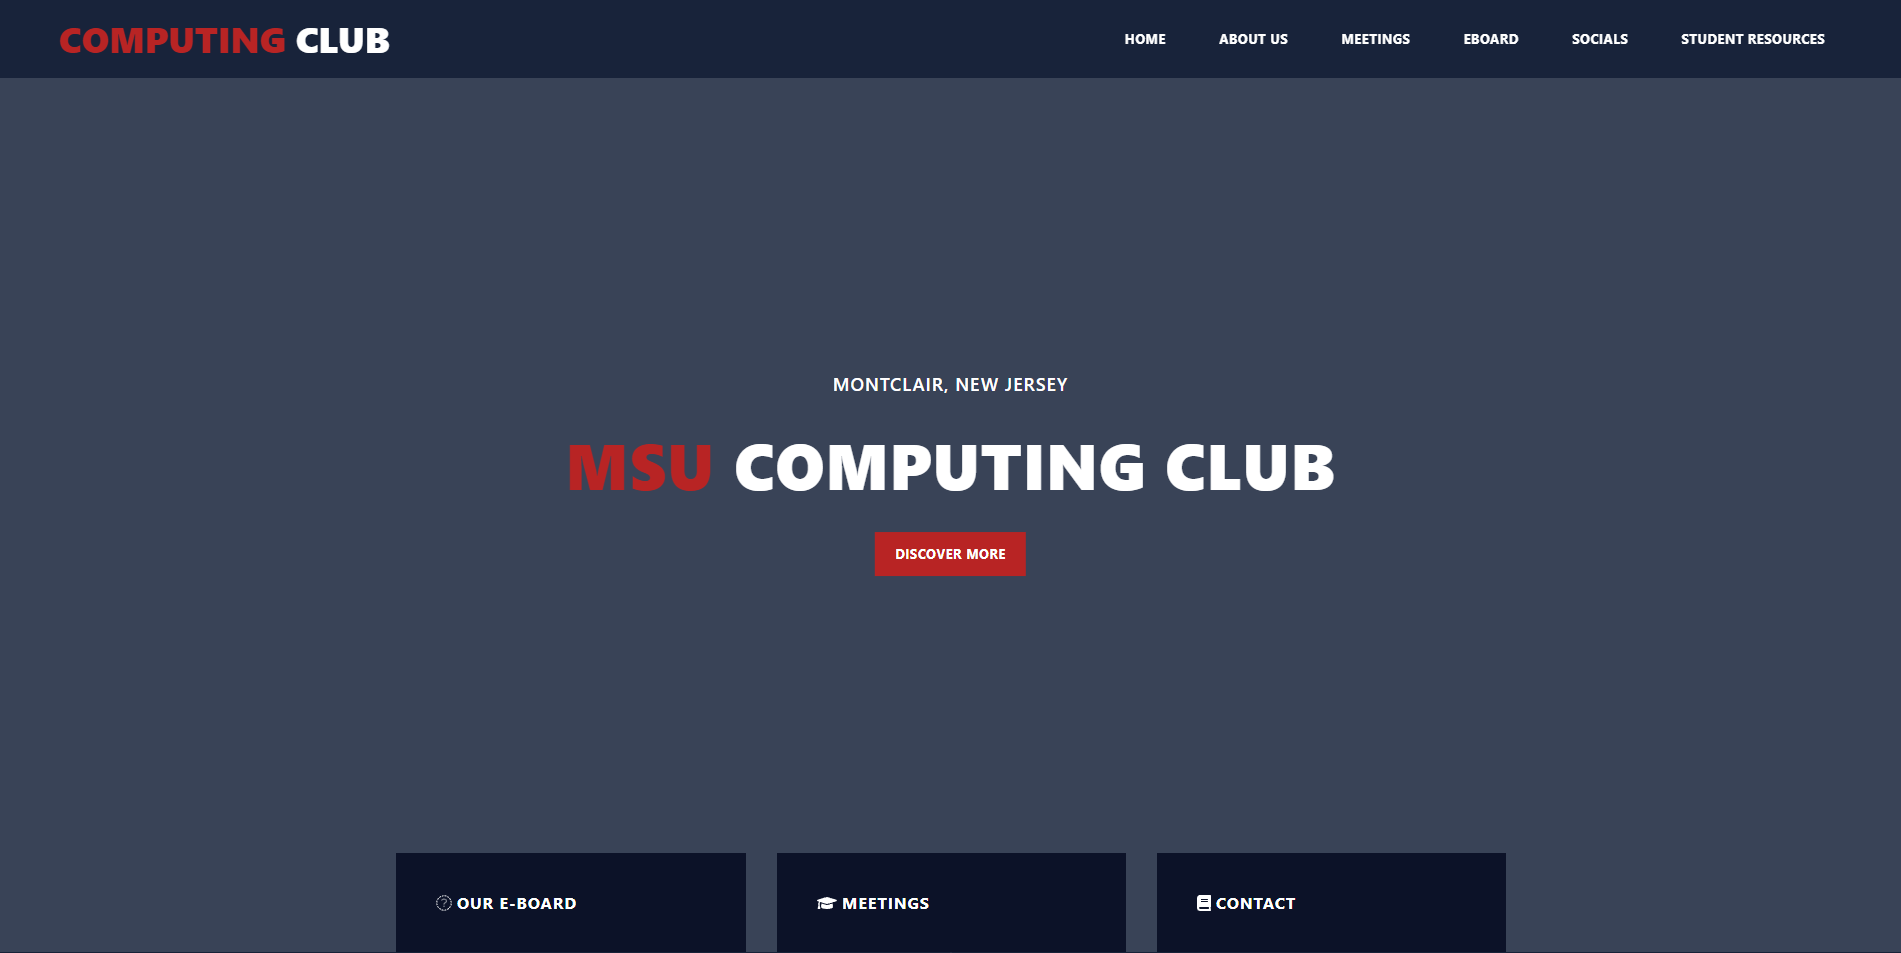 COMPUTING CLUB
HOME ABOUT US MEETINGS EBOARD SOCIALS STUDENT RESOURCES
MONTCLAIR, NEW JERSEY
MSU COMPUTING CLUB
DISCOVER MORE
OUR E-BOARD
MEETINGS
CONTACT